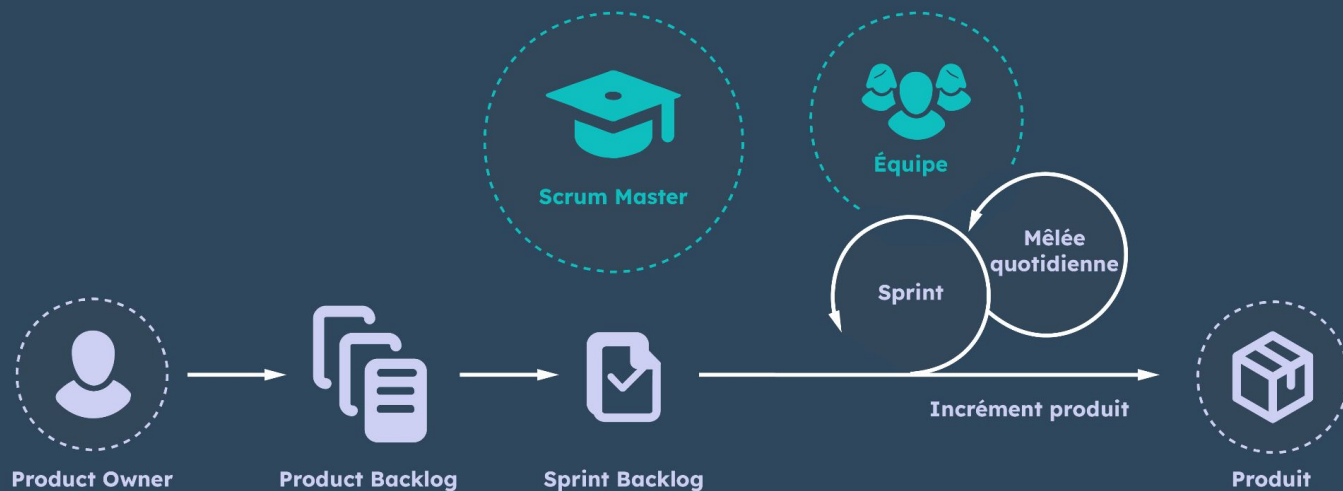 Scrum Master
Équipe
Mêlée
quotidienne
Sprint
Incrément produit
Product Owner
Product Backlog
Sprint Backlog
Produit